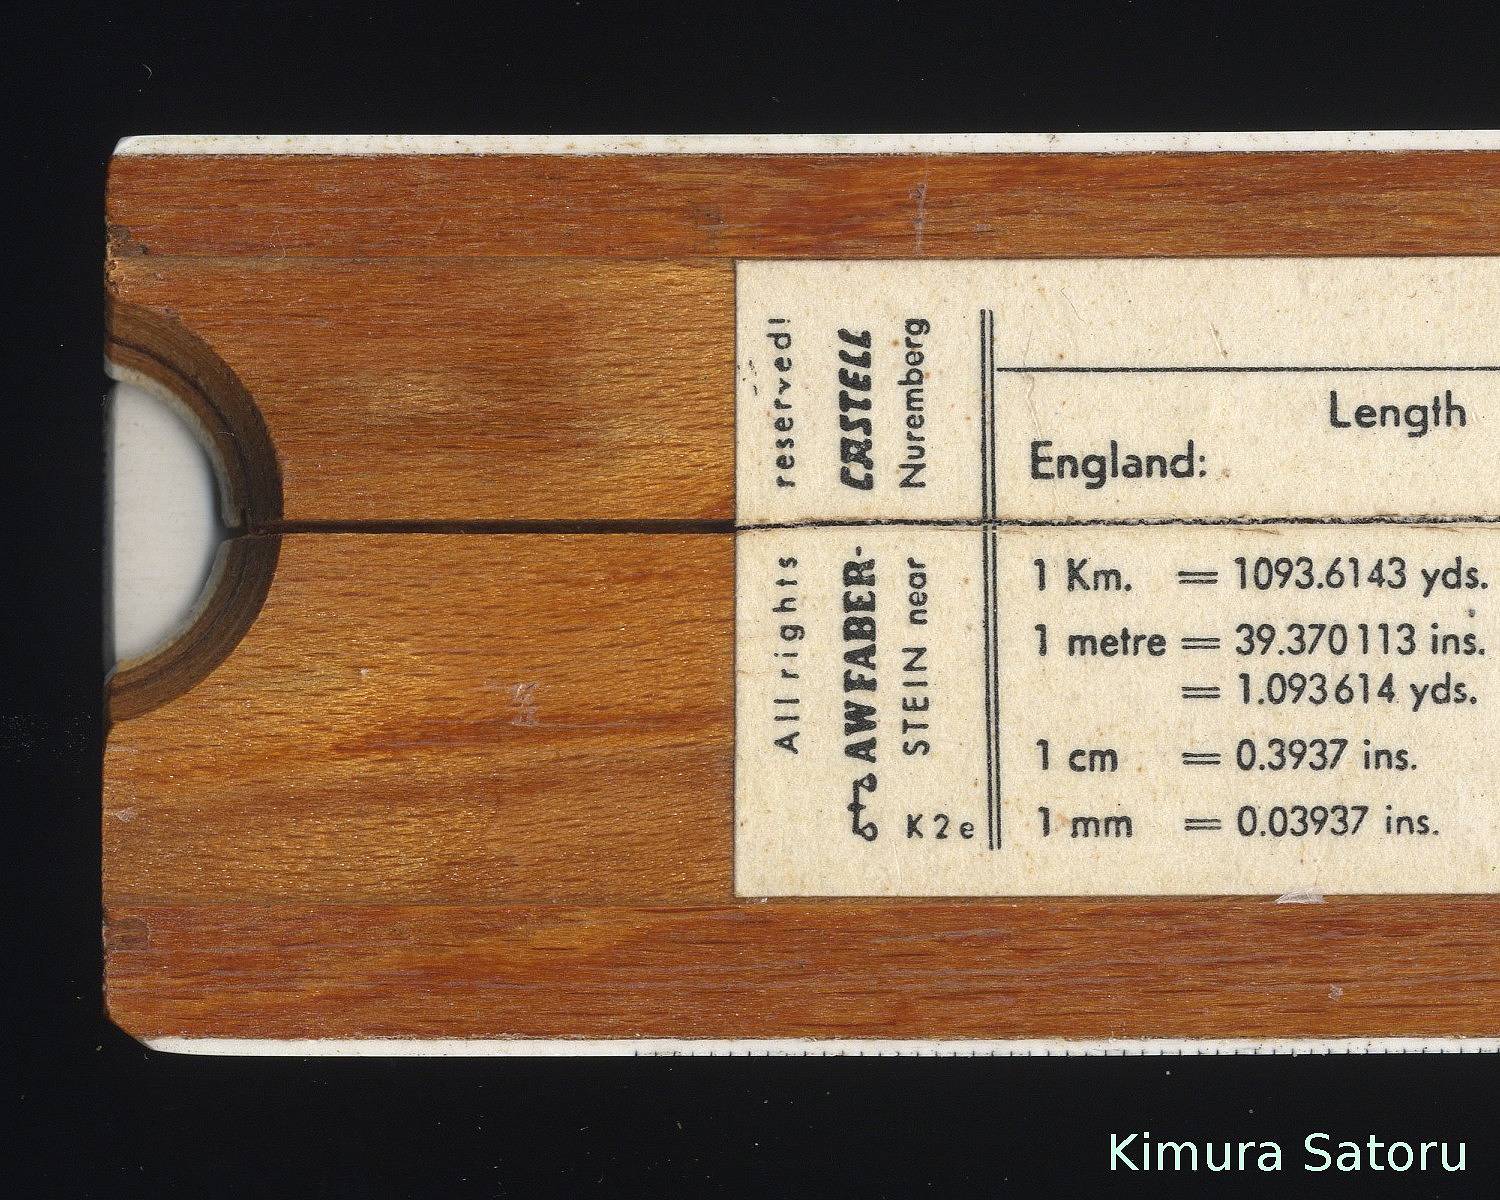 All rights reserved!
AWFABER-CASTELL
STEIN near Nuremberg
K2e
Length
England:
1 Km. = 1093.6143 yds.
1 metre = 39.370113 ins.
= 1.093614 yds.
1 cm = 0.3937 ins.
1 mm = 0.03937 ins.
Kimura Satoru